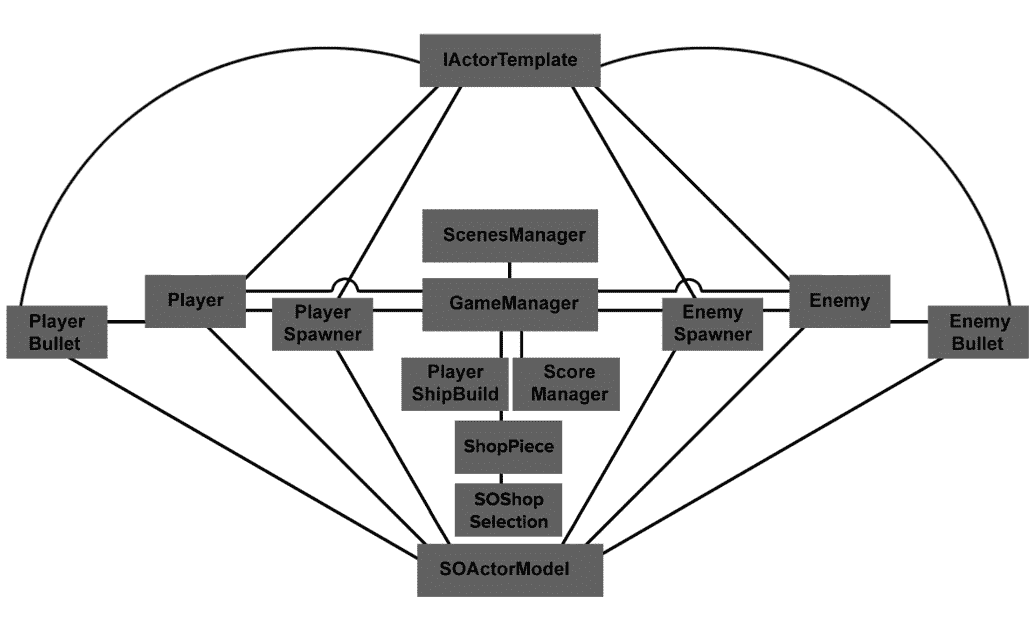 IActorTemplate
ScenesManager
GameManager
Player
Player
Spawner
Enemy
Spawner
Enemy
Player
Bullet
Enemy
Bullet
Player
ShipBuild
Score
Manager
ShopPiece
SOShop
Selection
SOActorModel